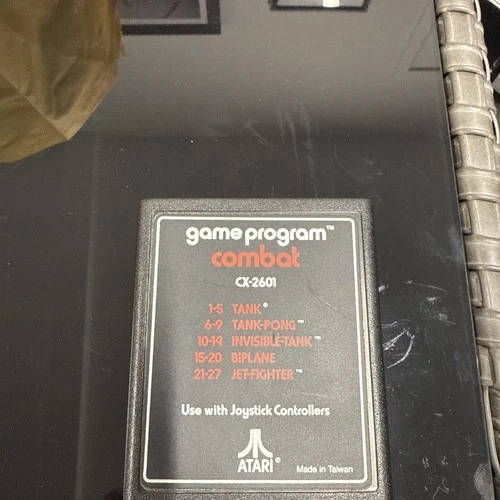 game program™
combat
CX-2601
1-5 TANK®
6-9 TANK-PONG™
10-14 INVISIBLE-TANK™
15-20 BIPLANE
21-27 JET-FIGHTER™
Use with Joystick Controllers
ATARI®
Made in Taiwan